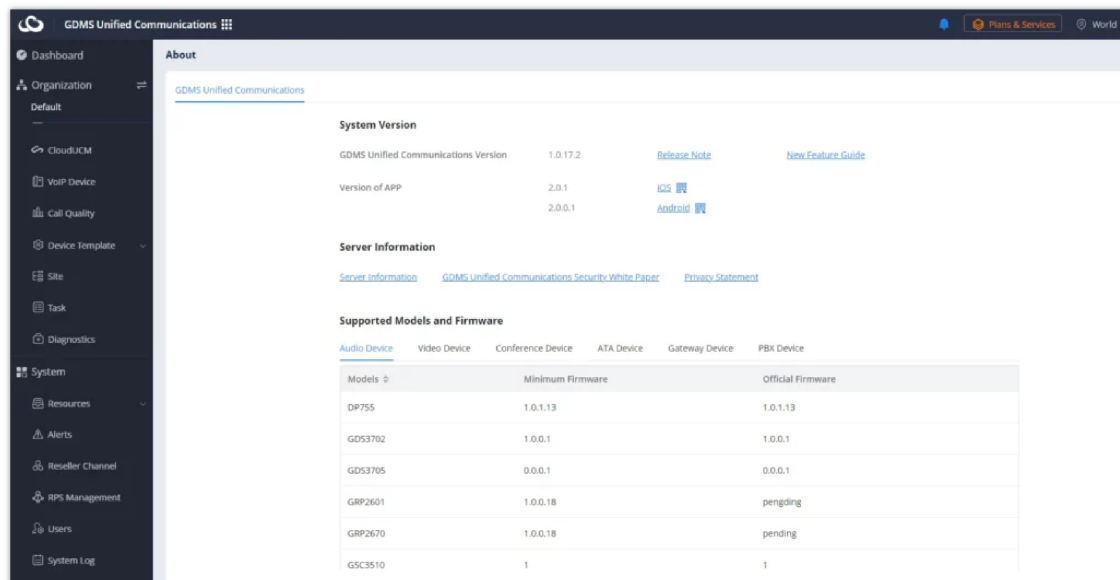 GDMS Unified Communications Plans & Services World
Dashboard
Organization
Default
CloudUCM
VoIP Device
Call Quality
Device Template
Site
Task
Diagnostics
System
Resources
Alerts
Reseller Channel
RPS Management
Users
System Log
About
GDMS Unified Communications
System Version
GDMS Unified Communications Version 1.0.17.2 Release Note New Feature Guide
Version of APP 2.0.1 iOS
2.0.0.1 Android
Server Information
Server Information GDMS Unified Communications Security White Paper Privacy Statement
Supported Models and Firmware
Audio Device Video Device Conference Device ATA Device Gateway Device PBX Device
Models Minimum Firmware Official Firmware
DP755 1.0.1.13 1.0.1.13
GDS3702 1.0.0.1 1.0.0.1
GDS3705 0.0.0.1 0.0.0.1
GRP2601 1.0.0.18 pengding
GRP2670 1.0.0.18 pending
GSC3510 1 1